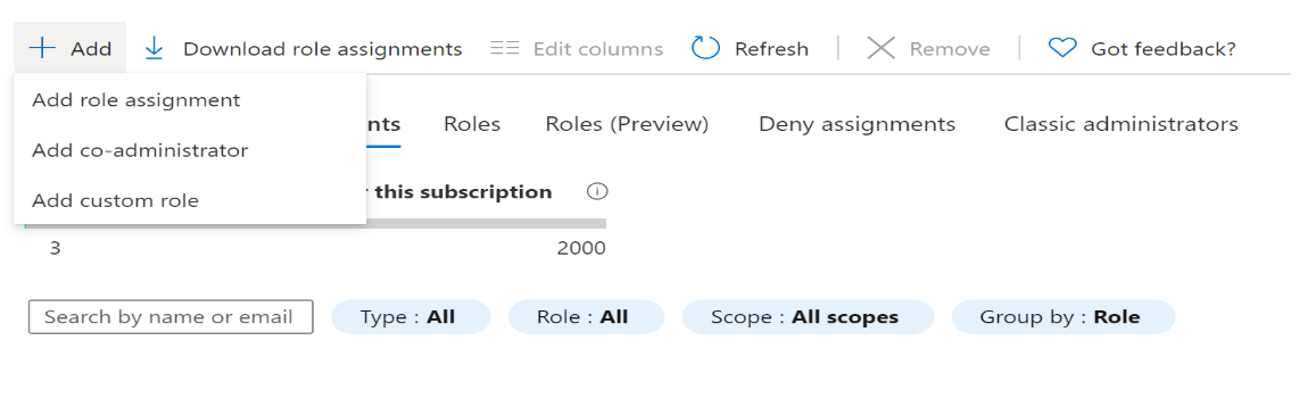 Add Download role assignments Edit columns Refresh Remove Got feedback?
Add role assignment
nts Roles Roles (Preview) Deny assignments Classic administrators
Add co-administrator
this subscription
Add custom role
3 2000
Search by name or email Type : All Role : All Scope : All scopes Group by : Role